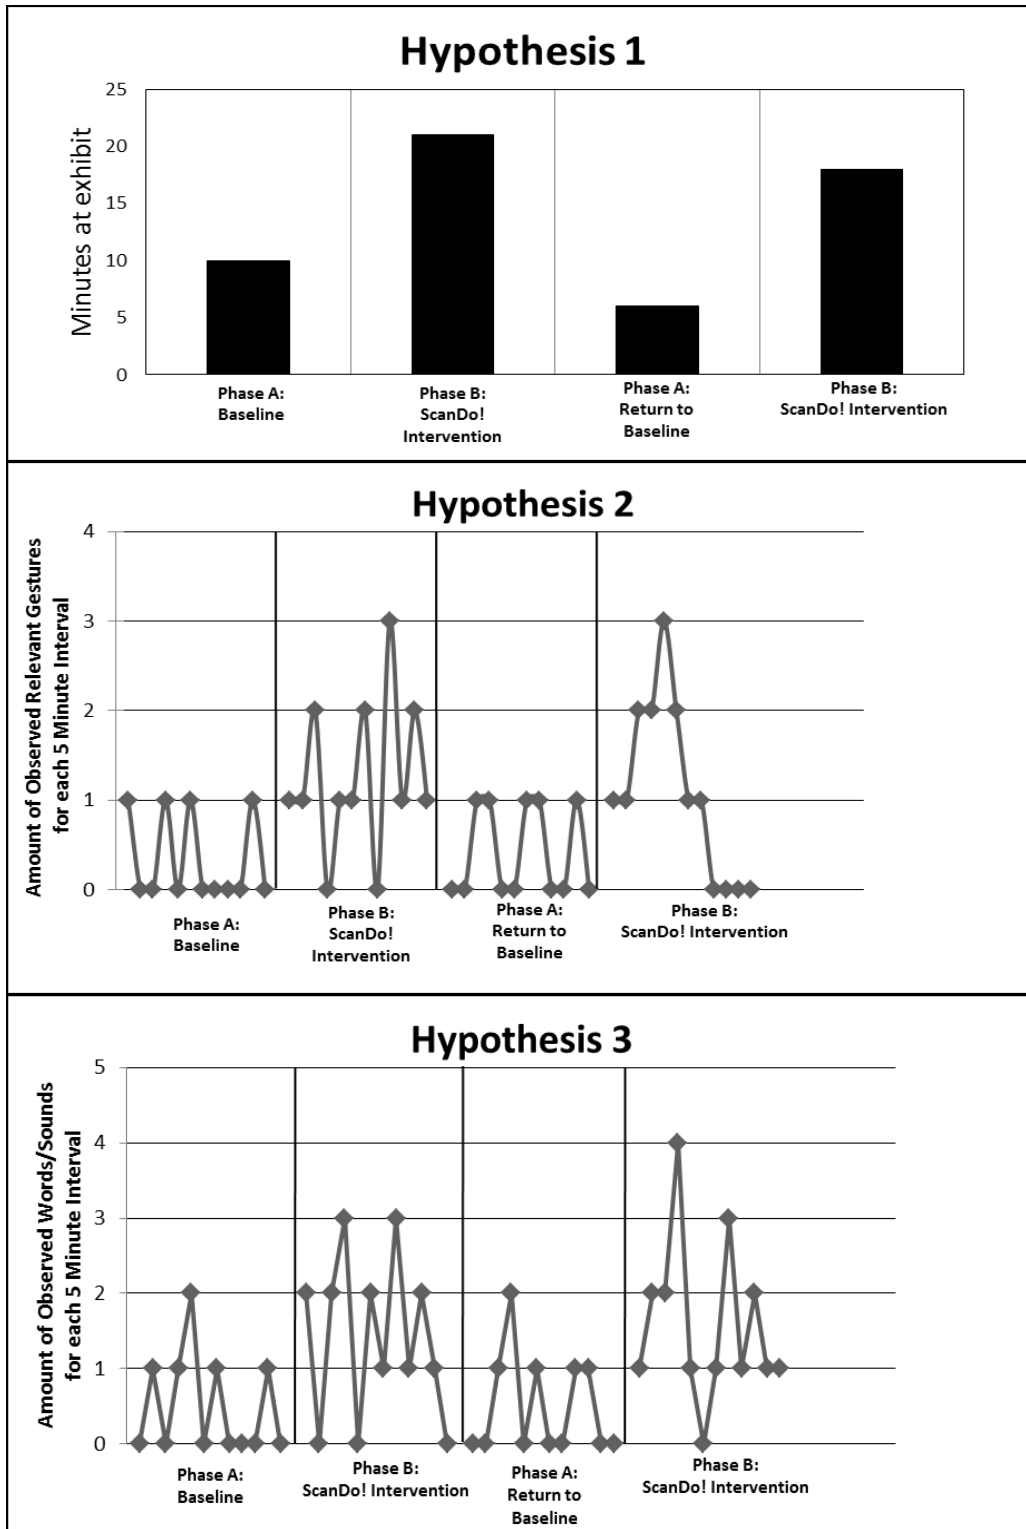 Hypothesis 1
Minutes at exhibit
25
20
15
10
5
0
Phase A:
Baseline
Phase B:
ScanDo!
Intervention
Phase A:
Return to
Baseline
Phase B:
ScanDo! Intervention
Hypothesis 2
Amount of Observed Relevant Gestures
for each 5 Minute Interval
4
3
2
1
0
Phase A:
Baseline
Phase B:
ScanDo!
Intervention
Phase A:
Return to
Baseline
Phase B:
ScanDo! Intervention
Hypothesis 3
Amount of Observed Words/Sounds
for each 5 Minute Interval
5
4
3
2
1
0
Phase A:
Baseline
Phase B:
ScanDo! Intervention
Phase A:
Return to
Baseline
Phase B:
ScanDo! Intervention